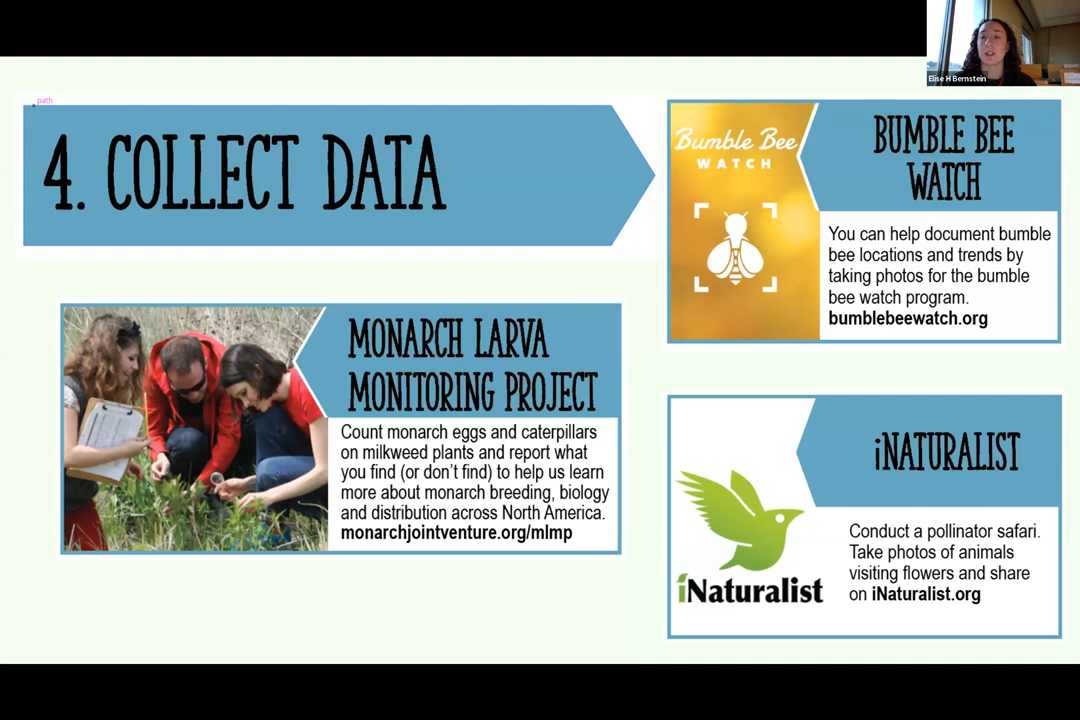 Elise H Bernstein
path
4. COLLECT DATA
Bumble Bee
WATCH
BUMBLE BEE
WATCH
You can help document bumble
bee locations and trends by
taking photos for the bumble
bee watch program.
bumblebeewatch.org
MONARCH LARVA
MONITORING PROJECT
Count monarch eggs and caterpillars
on milkweed plants and report what
you find (or don't find) to help us learn
more about monarch breeding, biology
and distribution across North America.
monarchjointventure.org/mlmp
iNATURALIST
iNaturalist
Conduct a pollinator safari.
Take photos of animals
visiting flowers and share
on iNaturalist.org